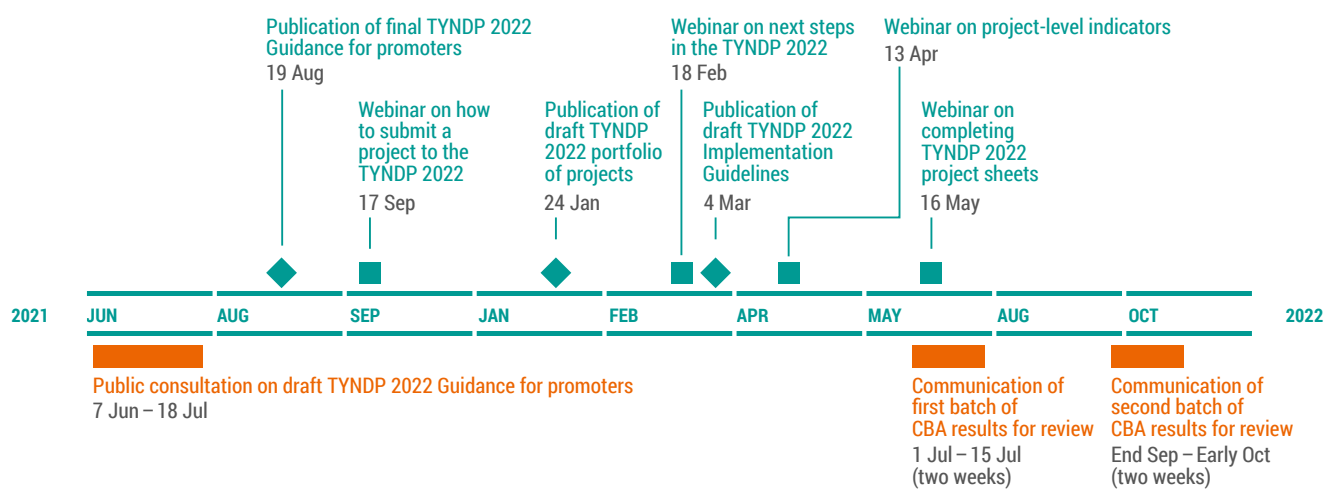 Publication of final TYNDP 2022
Guidance for promoters
19 Aug
Webinar on next steps
in the TYNDP 2022
18 Feb
Webinar on project-level indicators
13 Apr
Webinar on how
to submit a
project to the
TYNDP 2022
17 Sep
Publication of
draft TYNDP
2022 portfolio
of projects
24 Jan
Publication of
draft TYNDP 2022
Implementation
Guidelines
4 Mar
Webinar on
completing
TYNDP 2022
project sheets
16 May
2021 JUN AUG SEP JAN FEB APR MAY AUG OCT 2022
Public consultation on draft TYNDP 2022 Guidance for promoters
7 Jun – 18 Jul
Communication of
first batch of
CBA results for review
1 Jul – 15 Jul
(two weeks)
Communication of
second batch of
CBA results for review
End Sep – Early Oct
(two weeks)